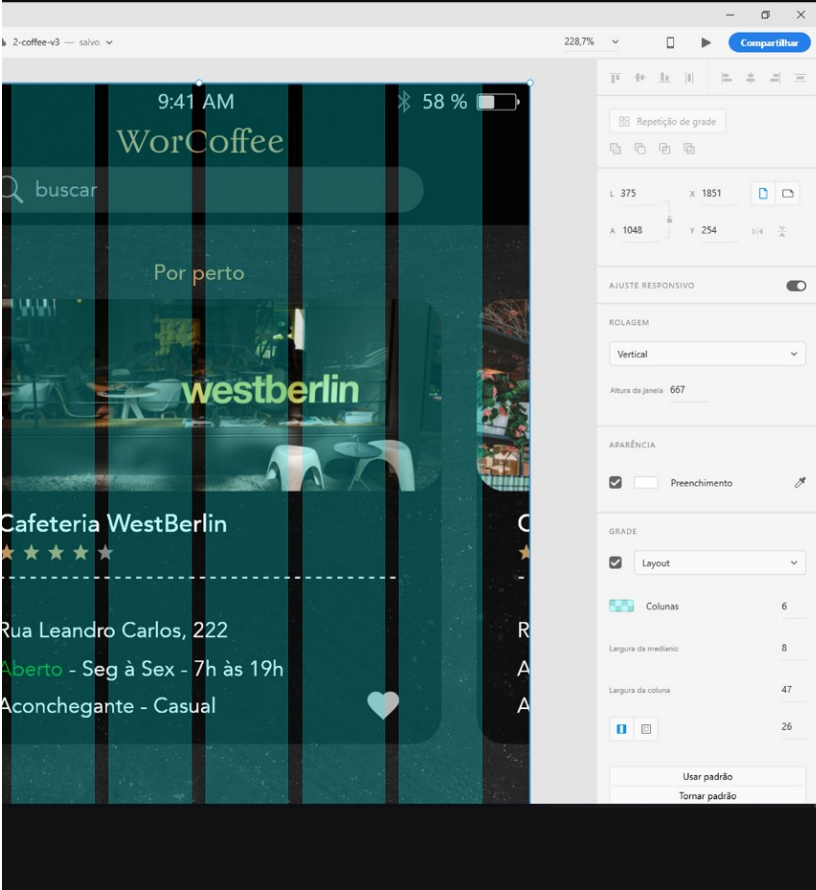 2-coffee-v3 — salvo
228,7%
Compartilhar
9:41 AM
58 %
WorCoffee
buscar
Por perto
westberlin
Cafeteria WestBerlin
C
Rua Leandro Carlos, 222
R
Aberto - Seg à Sex - 7h às 19h
A
Aconchegante - Casual
A
Repetição de grade
L 375
X 1851
A 1048
Y 254
AJUSTE RESPONSIVO
ROLAGEM
Vertical
Altura da janela 667
APARÊNCIA
Preenchimento
GRADE
Layout
Colunas 6
Largura da medianiz 8
Largura da coluna 47
26
Usar padrão
Tornar padrão